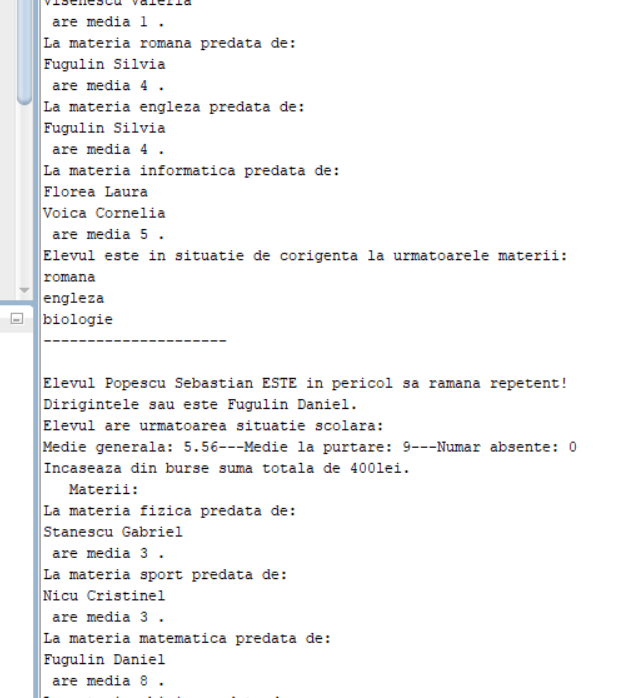 Visenescu Valeria
 are media 1 .
La materia romana predata de:
Fugulin Silvia
 are media 4 .
La materia engleza predata de:
Fugulin Silvia
 are media 4 .
La materia informatica predata de:
Florea Laura
Voica Cornelia
 are media 5 .
Elevul este in situatie de corigenta la urmatoarele materii:
romana
engleza
biologie
---------------------
Elevul Popescu Sebastian ESTE in pericol sa ramana repetent!
Dirigintele sau este Fugulin Daniel.
Elevul are urmatoarea situatie scolara:
Medie generala: 5.56---Medie la purtare: 9---Numar absente: 0
Incaseaza din burse suma totala de 400lei.
   Materii:
La materia fizica predata de:
Stanescu Gabriel
 are media 3 .
La materia sport predata de:
Nicu Cristinel
 are media 3 .
La materia matematica predata de:
Fugulin Daniel
 are media 8 .